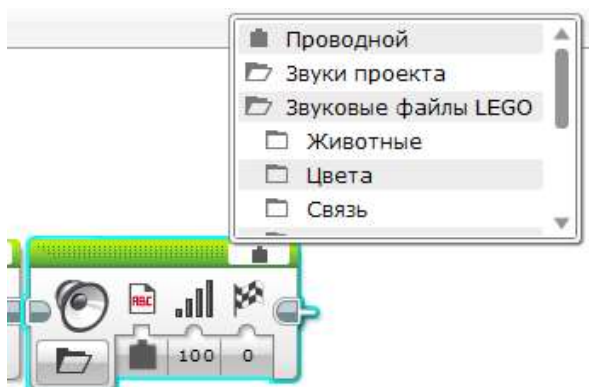 Проводной
Звуки проекта
Звуковые файлы LEGO
Животные
Цвета
Связь
ABC
100 0